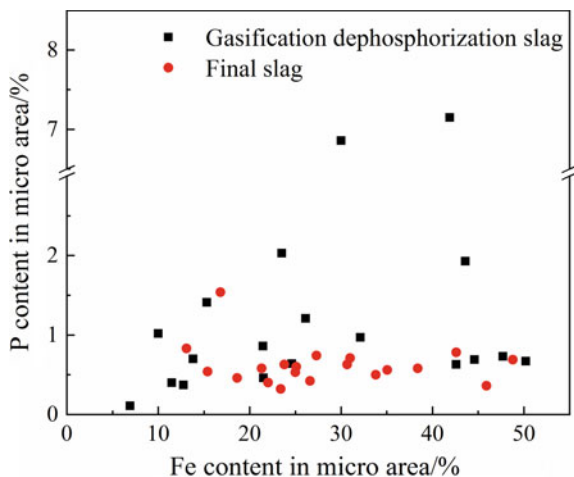 8
Gasification dephosphorization slag
Final slag
7
P content in micro area/%
2
1
0
0 10 20 30 40 50
Fe content in micro area/%